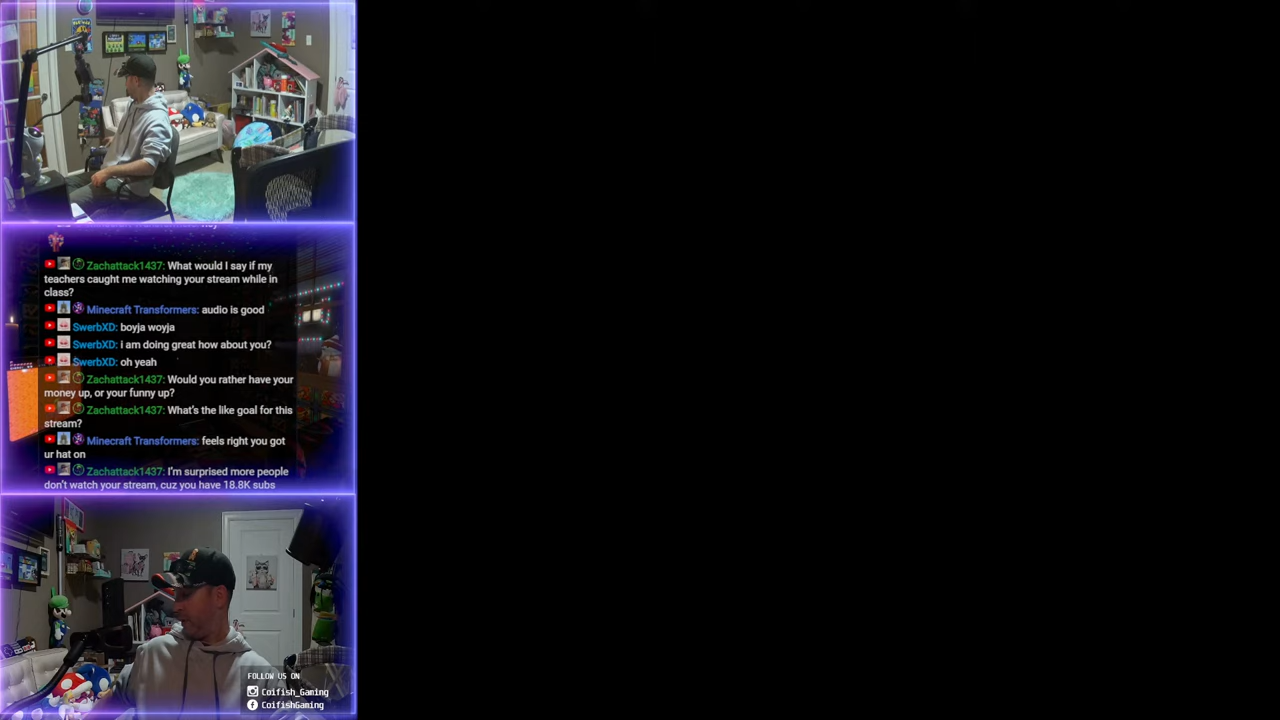 Zachattack1437: What would I say if my
teachers caught me watching your stream while in
class?
Minecraft Transformers: audio is good
SwerbXD: boyja woyja
SwerbXD: i am doing great how about you?
SwerbXD: oh yeah
Zachattack1437: Would you rather have your
money up, or your funny up?
Zachattack1437: What's the like goal for this
stream?
Minecraft Transformers: feels right you got
ur hat on
Zachattack1437: I'm surprised more people
don't watch your stream, cuz you have 18.8K subs
FOLLOW US ON
Coifish_Gaming
CoifishGaming